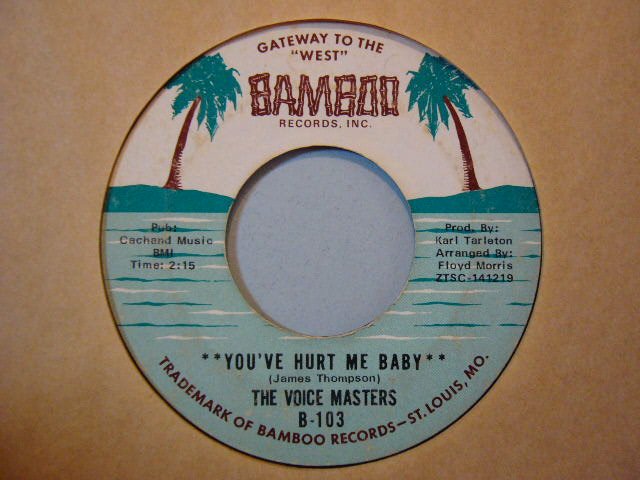 GATEWAY TO THE
"WEST"
BAMBOO
RECORDS, INC.
Pub:
Cachand Music
BMI
Time: 2:15
Prod. By:
Karl Tarleton
Arranged By:
Floyd Morris
ZTSC-141219
**YOU'VE HURT ME BABY**
(James Thompson)
THE VOICE MASTERS
B-103
TRADEMARK OF BAMBOO RECORDS—ST. LOUIS, MO.